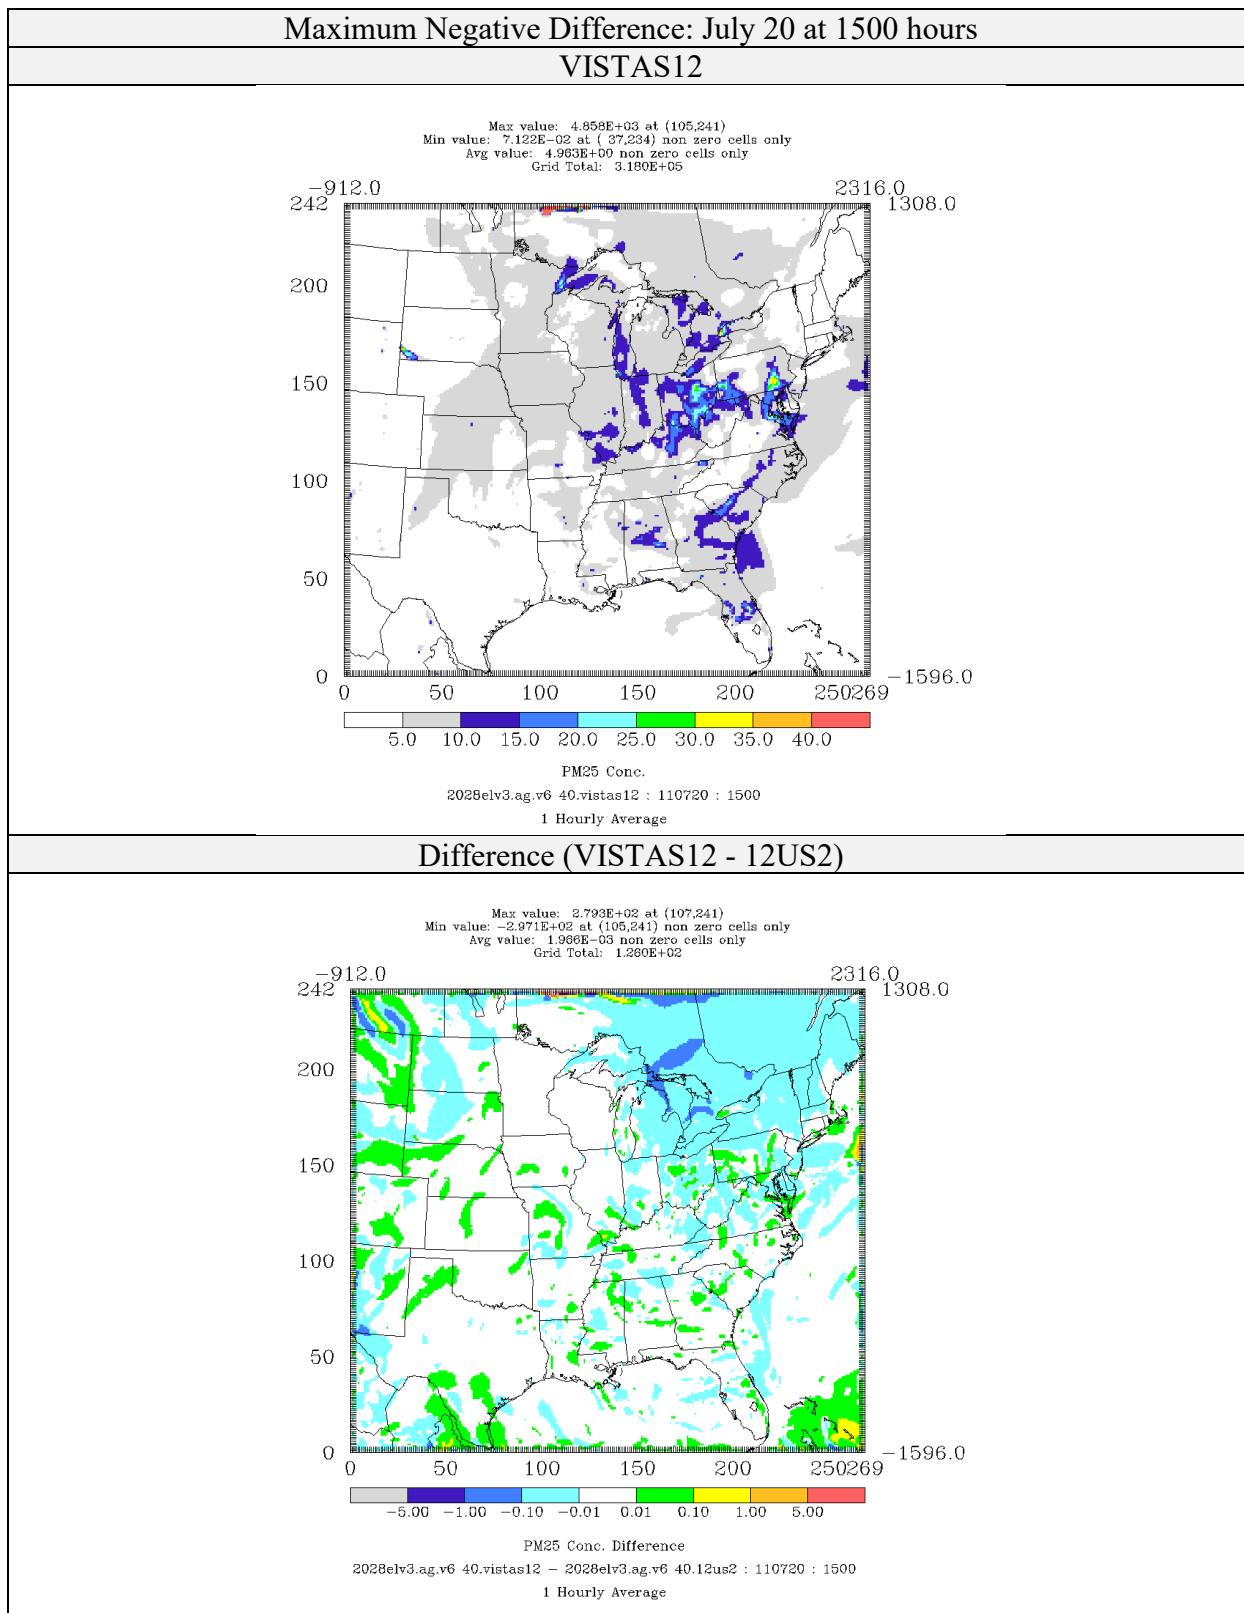 Maximum Negative Difference: July 20 at 1500 hours
VISTAS12
Max value: 4.858E+03 at (105,241)
Min value: 7.122E-02 at ( 37,234) non zero cells only
Avg value: 4.963E+00 non zero cells only
Grid Total: 3.180E+05
-912.0 2316.0
242 1308.0
200
150
100
50
0 -1596.0
0 50 100 150 200 250269
5.0 10.0 15.0 20.0 25.0 30.0 35.0 40.0
PM25 Conc.
2028elv3.ag.v6 40.vistas12 : 110720 : 1500
1 Hourly Average
Difference (VISTAS12 - 12US2)
Max value: 2.793E+02 at (107,241)
Min value: -2.971E+02 at (105,241) non zero cells only
Avg value: 1.966E-03 non zero cells only
Grid Total: 1.260E+02
-912.0 2316.0
242 1308.0
200
150
100
50
0 -1596.0
0 50 100 150 200 250269
-5.00 -1.00 -0.10 -0.01 0.01 0.10 1.00 5.00
PM25 Conc. Difference
2028elv3.ag.v6 40.vistas12 - 2028elv3.ag.v6 40.12us2 : 110720 : 1500
1 Hourly Average